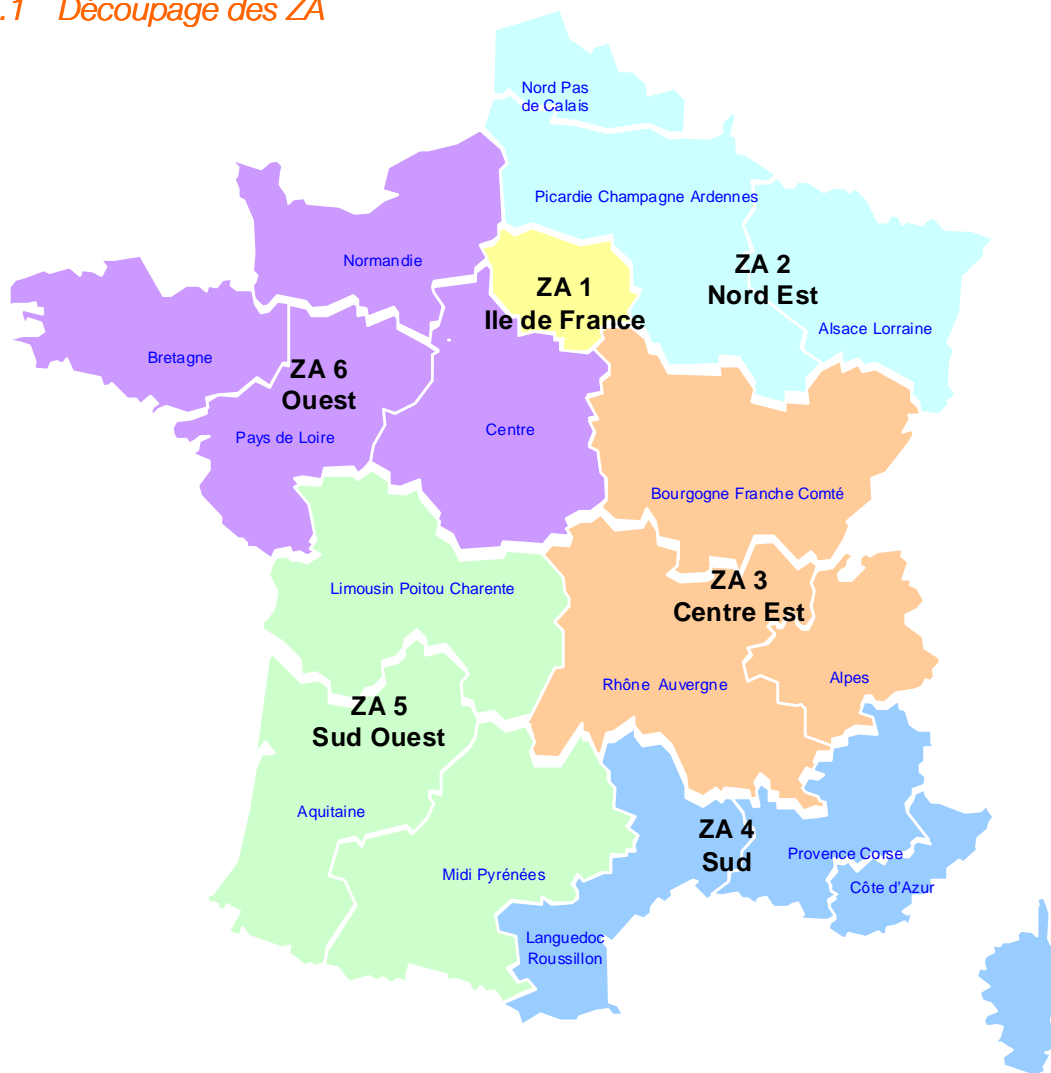 .1 Découpage des ZA
Nord Pas
de Calais
Picardie Champagne Ardennes
Normandie
ZA 2
Nord Est
ZA 1
Ile de France
Alsace Lorraine
Bretagne
ZA 6
Ouest
Pays de Loire
Centre
Bourgogne Franche Comté
Limousin Poitou Charente
ZA 3
Centre Est
Rhône Auvergne
Alpes
ZA 5
Sud Ouest
Aquitaine
ZA 4
Sud
Provence Corse
Midi Pyrénées
Côte d'Azur
Languedoc
Roussillon